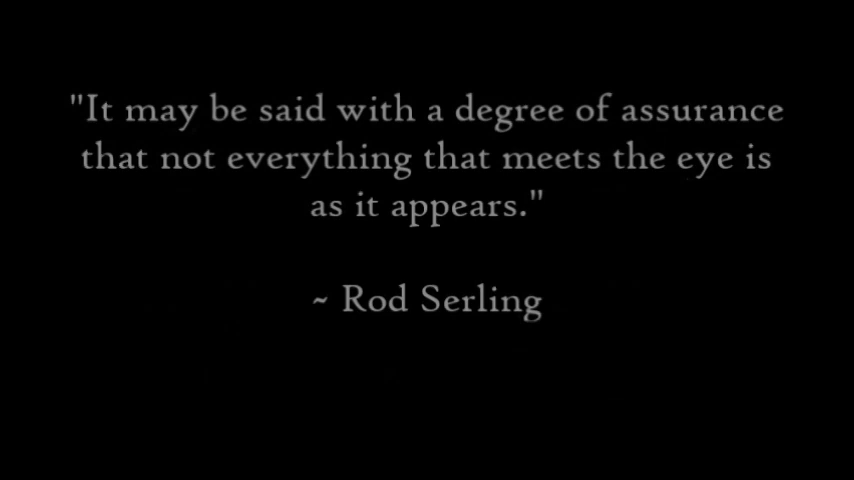 "It may be said with a degree of assurance
that not everything that meets the eye is
as it appears."
~ Rod Serling